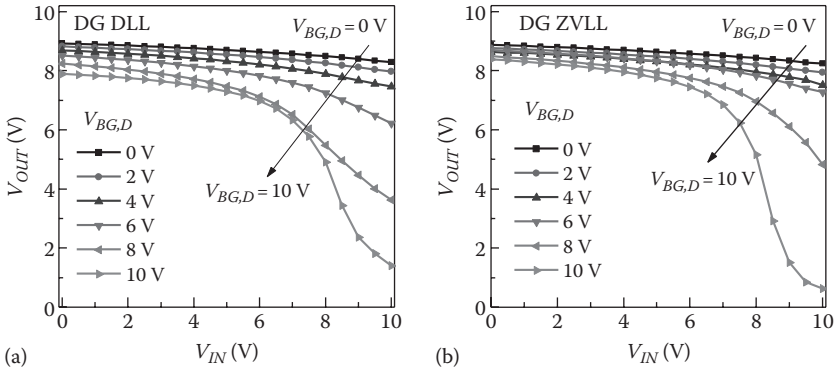 10
8
6
4
2
0
V_OUT (V)
DG DLL
V_BG,D = 0 V
V_BG,D
0 V
2 V
4 V
6 V
8 V
10 V
V_BG,D = 10 V
0 2 4 6 8 10
(a)
V_IN (V)
10
8
6
4
2
0
V_OUT (V)
DG ZVLL
V_BG,D = 0 V
V_BG,D
0 V
2 V
4 V
6 V
8 V
10 V
V_BG,D = 10 V
0 2 4 6 8 10
(b)
V_IN (V)